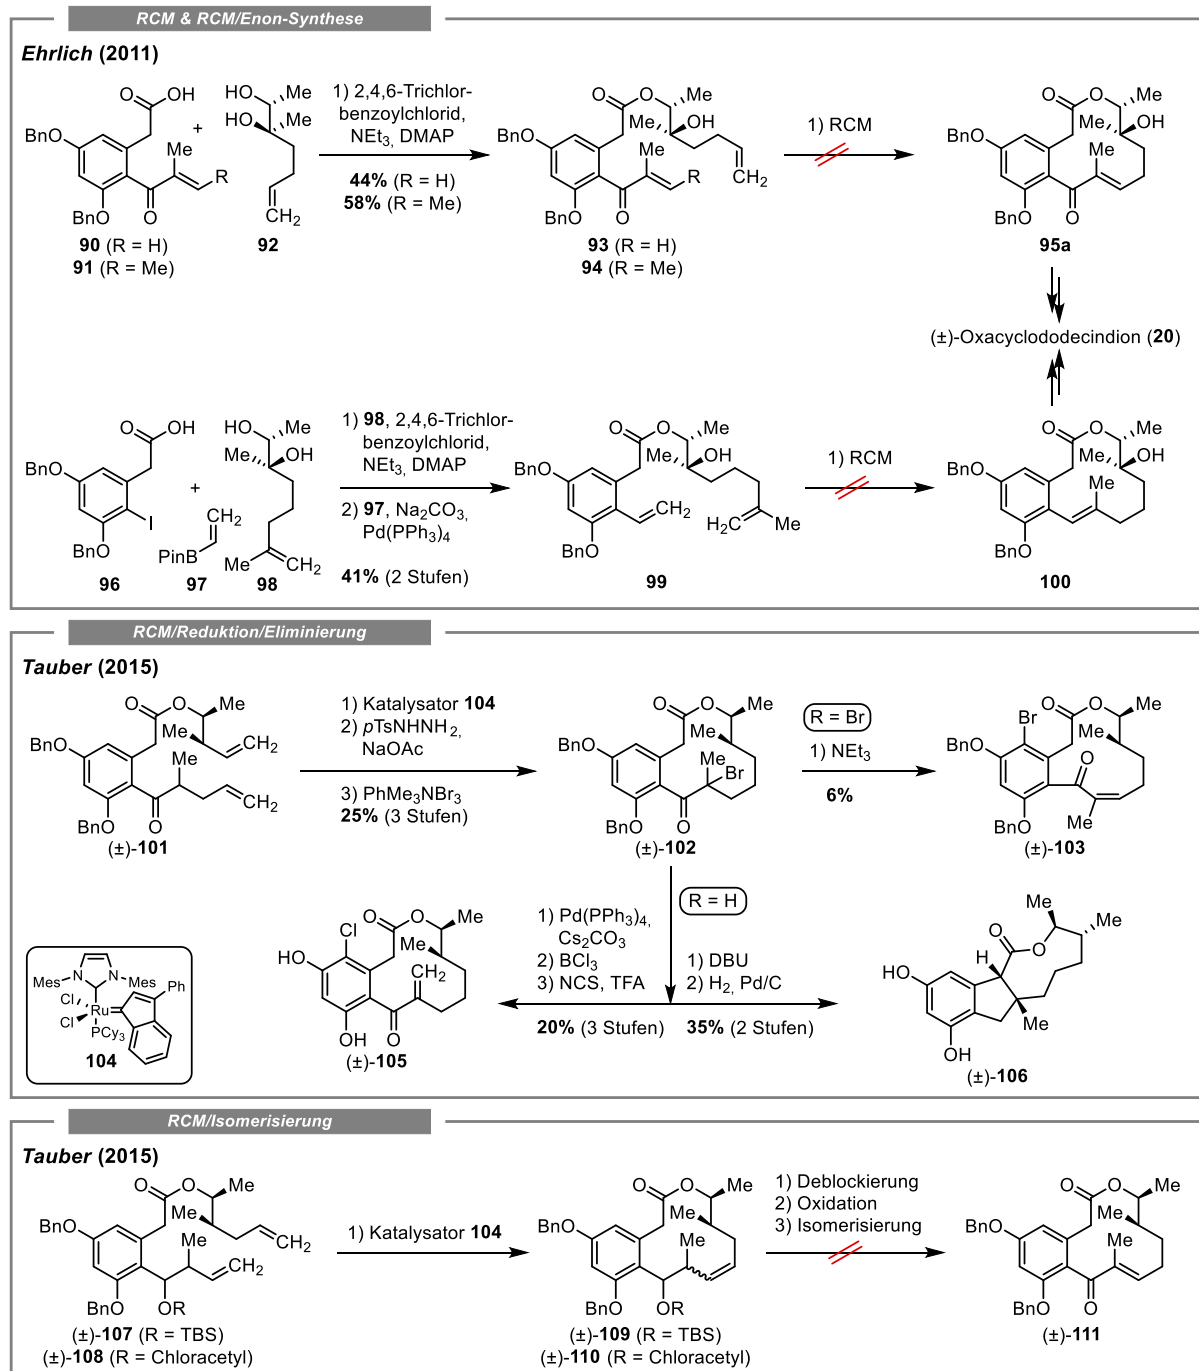 RCM & RCM/Enon-Synthese
Ehrlich (2011)
O
OH
BnO
Me
R
O
BnO
90 (R = H)
91 (R = Me)
+
HO
Me
HO
Me
CH2
92
1) 2,4,6-Trichlor-
benzoylchlorid,
NEt3, DMAP
44% (R = H)
58% (R = Me)
O
O
Me
Me
OH
BnO
Me
R
CH2
O
BnO
93 (R = H)
94 (R = Me)
1) RCM
O
O
Me
Me
OH
BnO
Me
BnO
O
95a
(±)-Oxacyclododecindion (20)
O
OH
BnO
I
BnO
96
+
CH2
PinB
97
HO
Me
Me
OH
Me
CH2
98
1) 98, 2,4,6-Trichlor-
benzoylchlorid,
NEt3, DMAP
2) 97, Na2CO3,
Pd(PPh3)4
41% (2 Stufen)
O
O
Me
Me
OH
BnO
CH2
H2C
Me
BnO
99
1) RCM
O
O
Me
Me
OH
BnO
Me
BnO
100
RCM/Reduktion/Eliminierung
Tauber (2015)
O
O
Me
Me
CH2
BnO
Me
CH2
BnO
O
(±)-101
1) Katalysator 104
2) pTsNHNH2,
NaOAc
3) PhMe3NBr3
25% (3 Stufen)
O
O
Me
Me
BnO
Me
Br
BnO
O
(±)-102
R = Br
1) NEt3
6%
Br
O
O
Me
Me
BnO
O
BnO
Me
(±)-103
R = H
Mes
N
N
Mes
Cl
Cl
Ru
Ph
PCy3
104
Cl
O
O
Me
Me
HO
CH2
OH
O
(±)-105
1) Pd(PPh3)4,
Cs2CO3
2) BCl3
3) NCS, TFA
20% (3 Stufen)
1) DBU
2) H2, Pd/C
35% (2 Stufen)
Me
Me
O
O
H
HO
Me
OH
(±)-106
RCM/Isomerisierung
Tauber (2015)
O
O
Me
Me
CH2
BnO
Me
CH2
BnO
OR
(±)-107 (R = TBS)
(±)-108 (R = Chloracetyl)
1) Katalysator 104
O
O
Me
Me
BnO
Me
BnO
OR
(±)-109 (R = TBS)
(±)-110 (R = Chloracetyl)
1) Deblockierung
2) Oxidation
3) Isomerisierung
O
O
Me
Me
BnO
Me
BnO
O
(±)-111